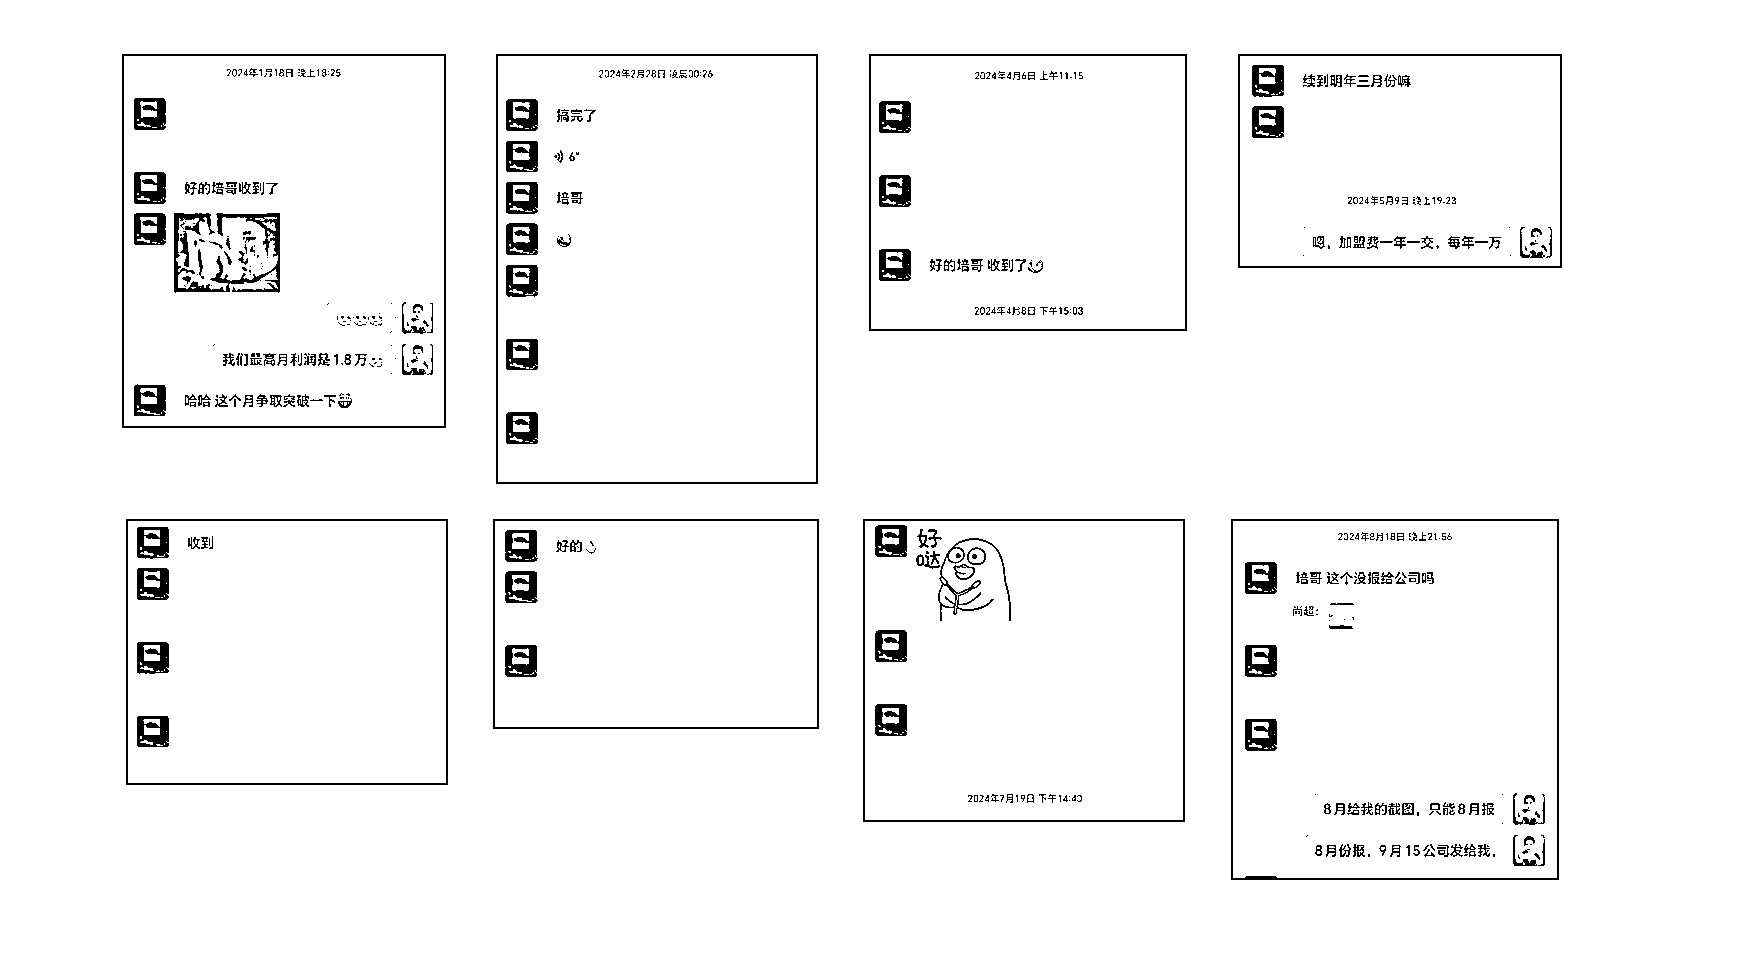 2024年1月18日 晚上18:25
好的培哥收到了
我们最高月利润是1.8万
哈哈 这个月争取突破一下
2024年2月28日 凌晨00:26
搞完了
6"
培哥
2024年4月6日 上午11:15
好的培哥 收到了
2024年4月8日 下午15:03
续到明年三月份嘛
2024年5月9日 晚上19:23
嗯，加盟费一年一交，每年一万
收到
好的
好
哒
2024年7月19日 下午14:43
2024年8月18日 晚上21:56
培哥 这个没报给公司吗
尚超：
8月给我的截图，只能8月报
8月份报，9月15公司发给我，